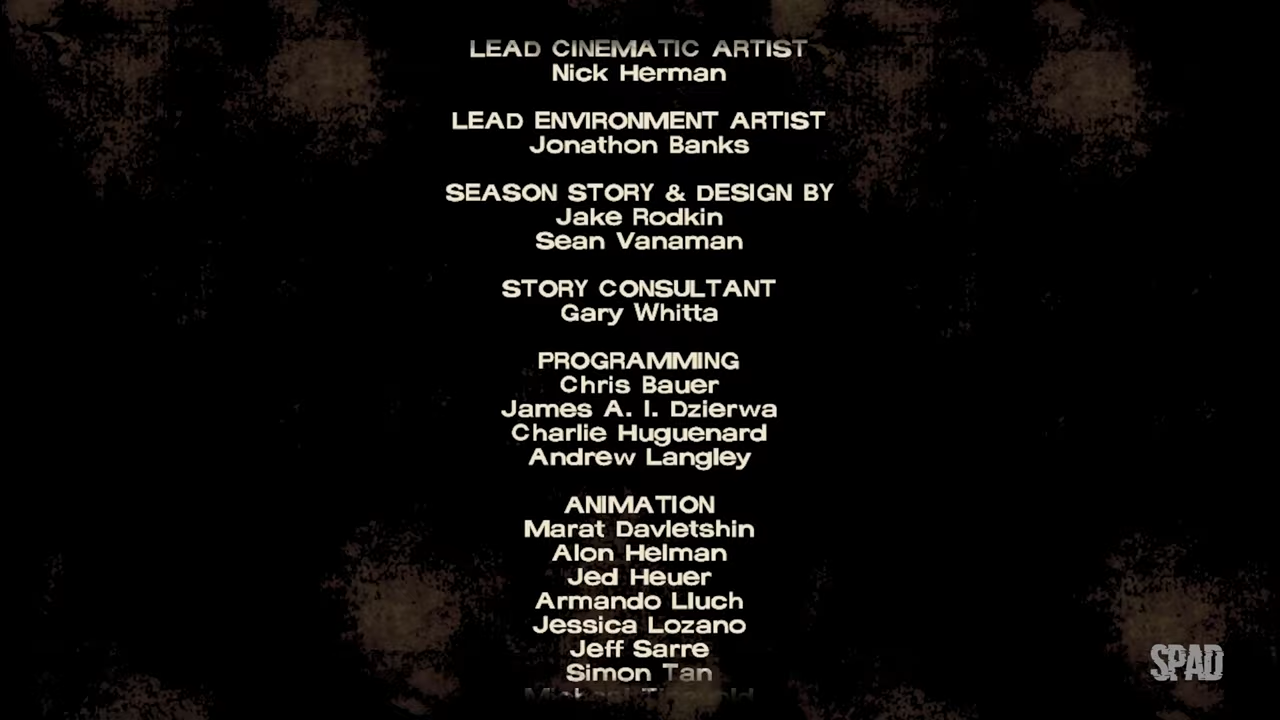 LEAD CINEMATIC ARTIST
Nick Herman
LEAD ENVIRONMENT ARTIST
Jonathon Banks
SEASON STORY & DESIGN BY
Jake Rodkin
Sean Vanaman
STORY CONSULTANT
Gary Whitta
PROGRAMMING
Chris Bauer
James A. I. Dzierwa
Charlie Huguenard
Andrew Langley
ANIMATION
Marat Davletshin
Alon Helman
Jed Heuer
Armando Lluch
Jessica Lozano
Jeff Sarre
Simon Tan
SPAD